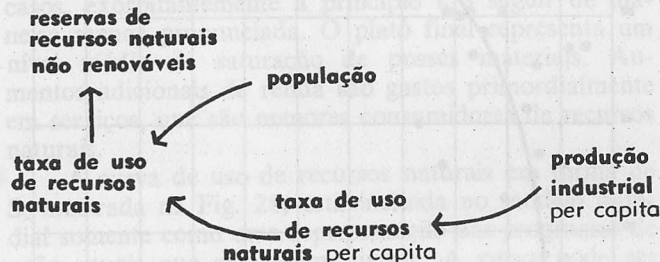 reservas de
recursos naturais
não renováveis
população
taxa de uso
de recursos
naturais
taxa de uso
de recursos
naturais per capita
produção
industrial
per capita